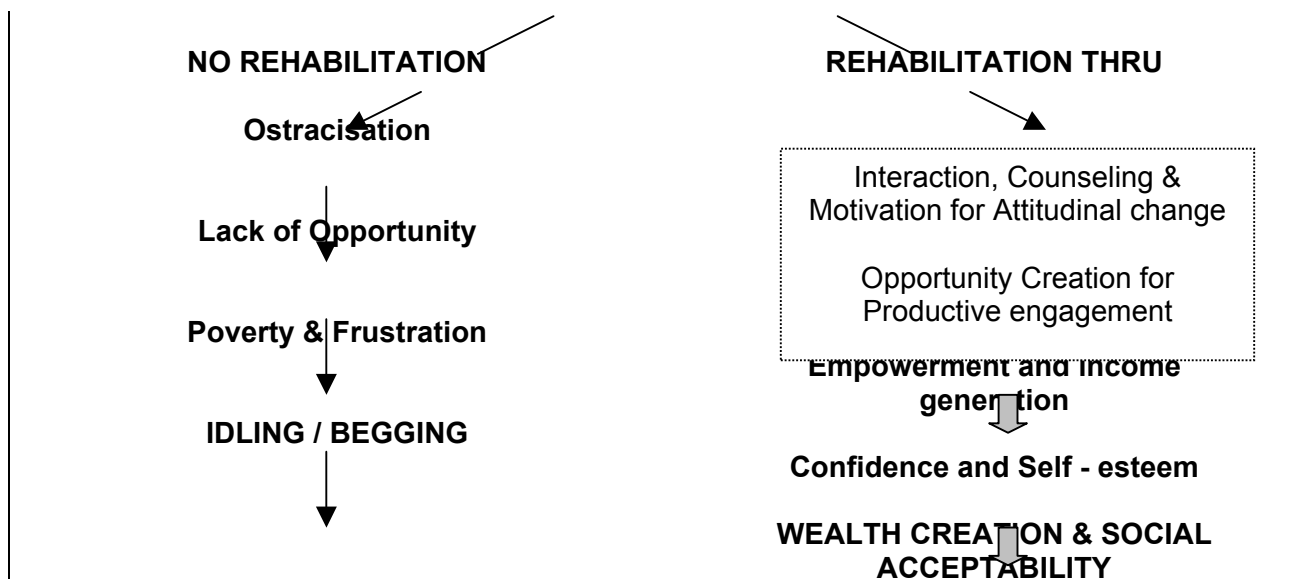 NO REHABILITATION
Ostracisation
Lack of Opportunity
Poverty & Frustration
IDLING / BEGGING
REHABILITATION THRU
Interaction, Counseling &
Motivation for Attitudinal change
Opportunity Creation for
Productive engagement
Empowerment and income
generation
Confidence and Self - esteem
WEALTH CREATION & SOCIAL
ACCEPTABILITY